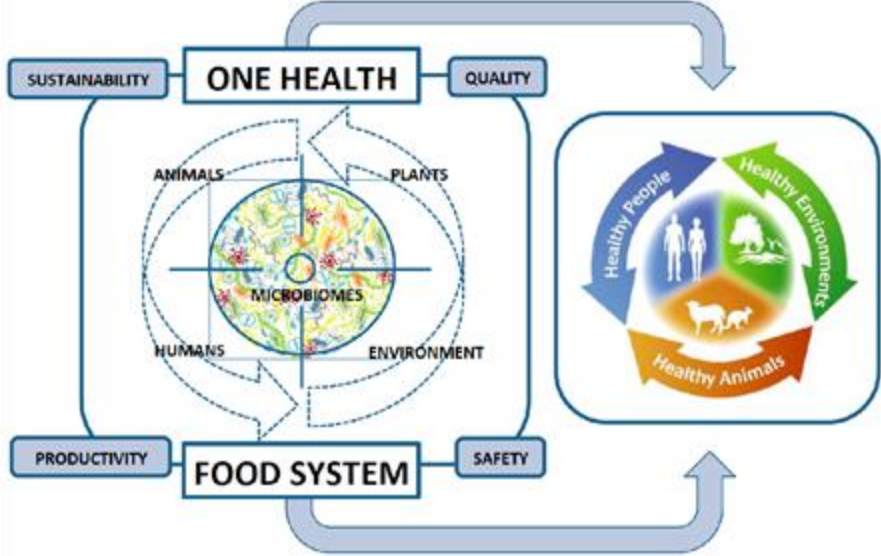 ONE HEALTH
SUSTAINABILITY
QUALITY
ANIMALS
PLANTS
MICROBIOMES
HUMANS
ENVIRONMENT
PRODUCTIVITY
SAFETY
FOOD SYSTEM
Healthy People
Healthy Environments
Healthy Animals